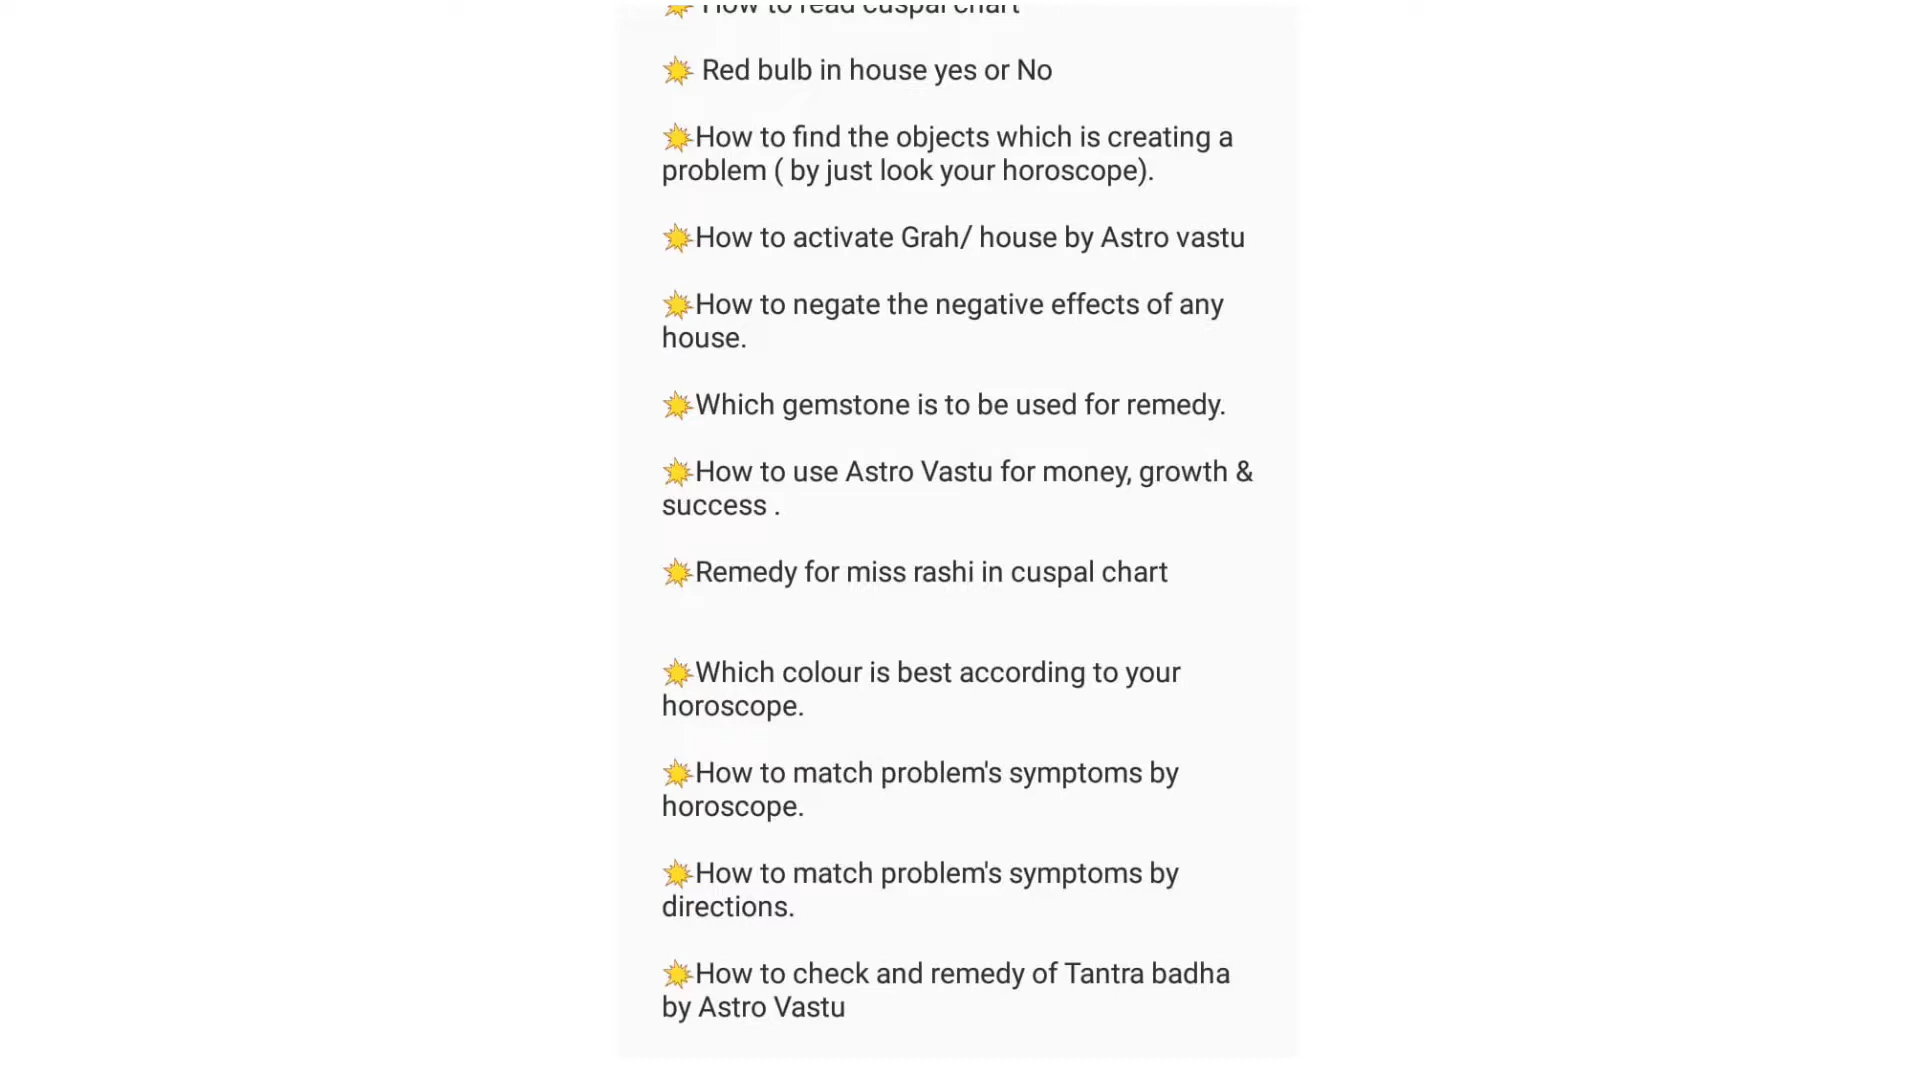 How to read cuspal chart
Red bulb in house yes or No
How to find the objects which is creating a
problem ( by just look your horoscope).
How to activate Grah/ house by Astro vastu
How to negate the negative effects of any
house.
Which gemstone is to be used for remedy.
How to use Astro Vastu for money, growth &
success .
Remedy for miss rashi in cuspal chart
Which colour is best according to your
horoscope.
How to match problem's symptoms by
horoscope.
How to match problem's symptoms by
directions.
How to check and remedy of Tantra badha
by Astro Vastu